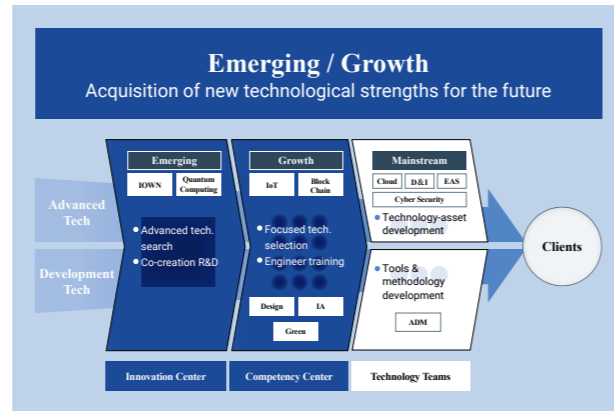 Emerging / Growth
Acquisition of new technological strengths for the future
Advanced
Tech
Development
Tech
Emerging
IOWN
Quantum
Computing
Advanced tech.
search
Co-creation R&D
Growth
IoT
Block
Chain
Focused tech.
selection
Engineer training
Design
IA
Green
Mainstream
Cloud
D&I
EAS
Cyber Security
Technology-asset
development
Tools &
methodology
development
ADM
Clients
Innovation Center
Competency Center
Technology Teams